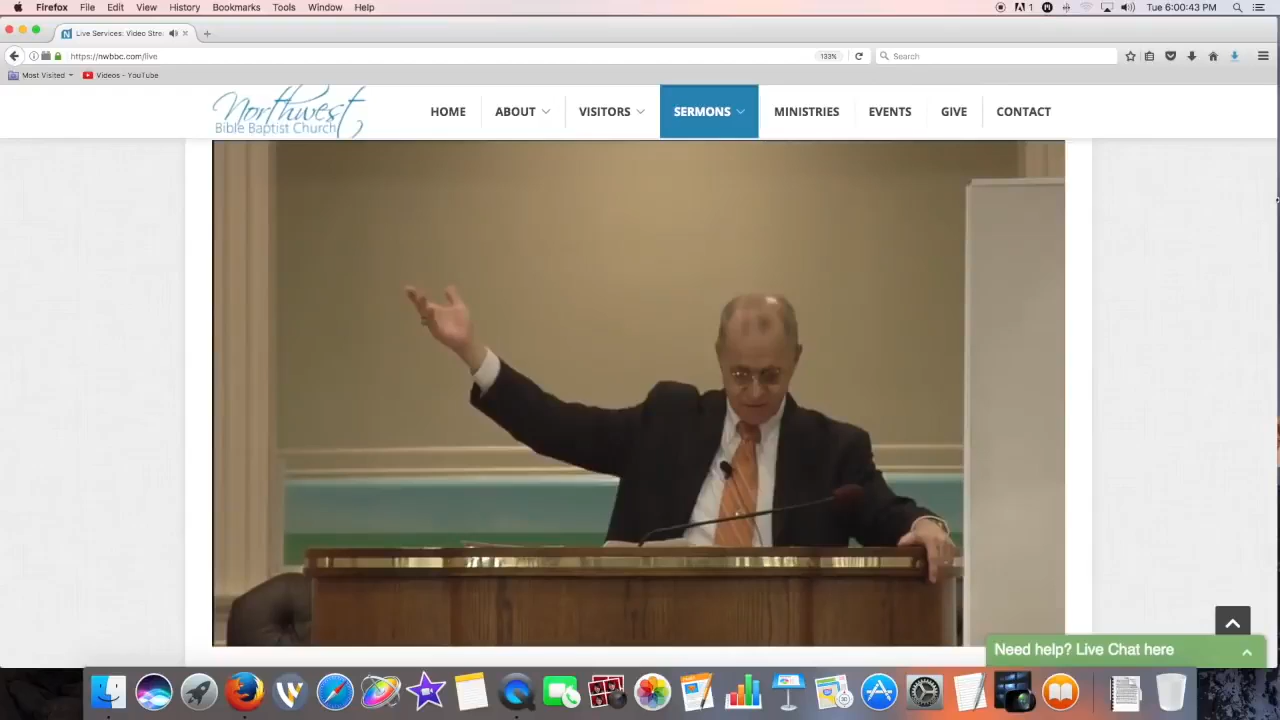 Firefox File Edit View History Bookmarks Tools Window Help 1 Tue 6:00:43 PM
Live Services: Video Stre
https://nwbbc.com/live 133% Search
Most Visited Videos - YouTube
Northwest
Bible Baptist Church
HOME ABOUT VISITORS SERMONS MINISTRIES EVENTS GIVE CONTACT
Need help? Live Chat here